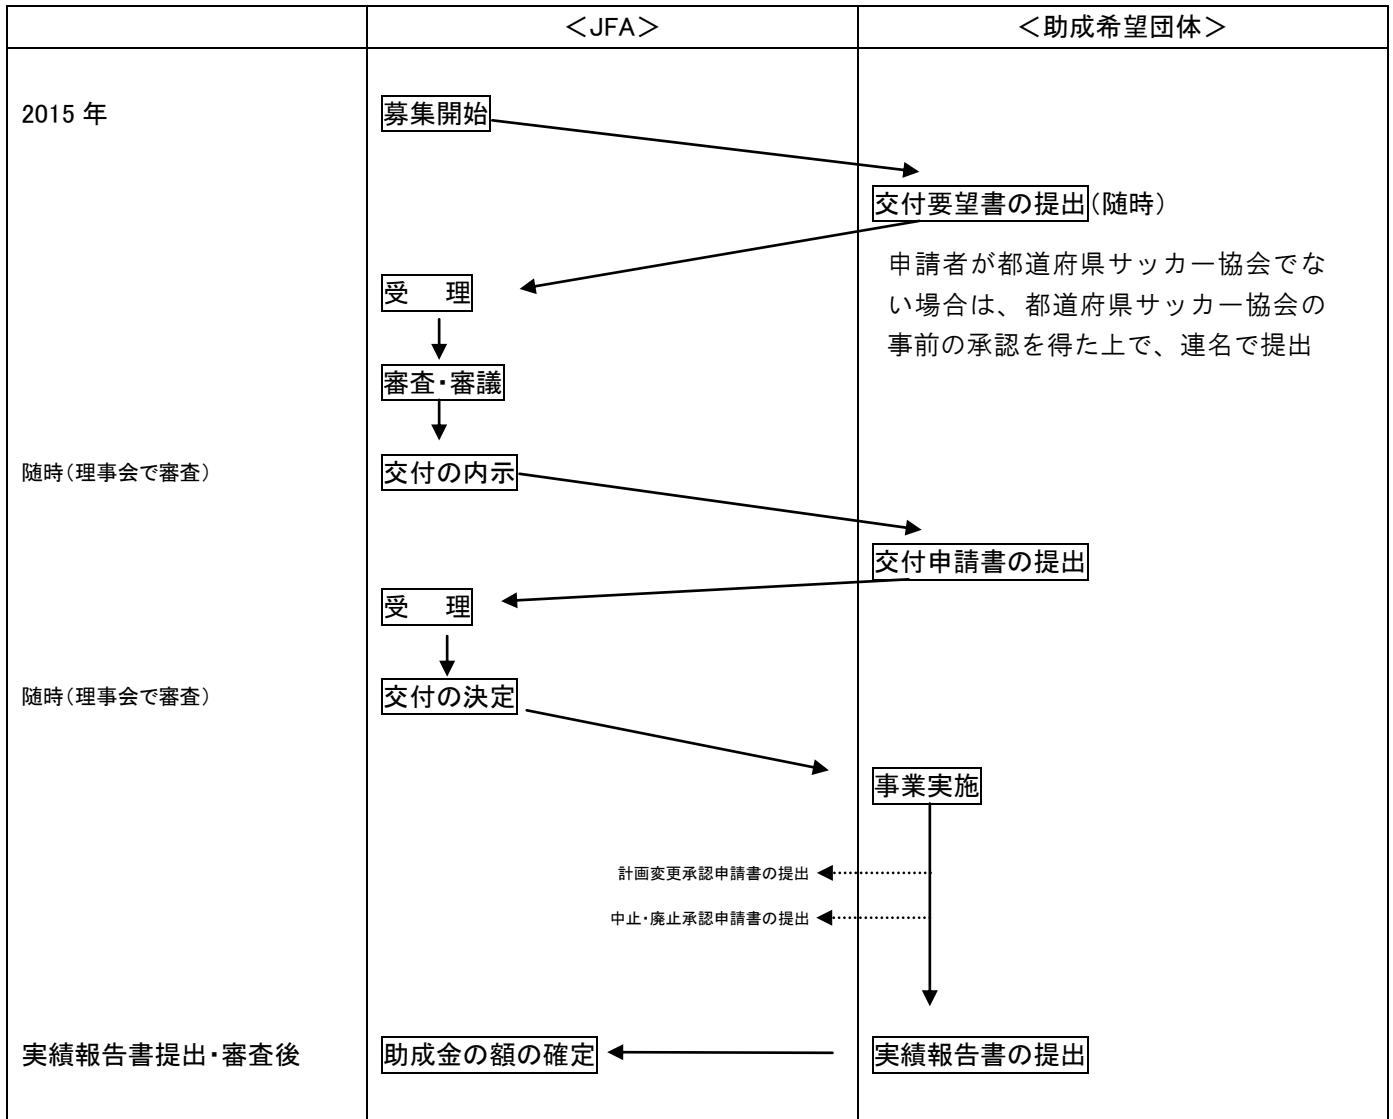 ＜JFA＞
＜助成希望団体＞
2015 年
募集開始
交付要望書の提出（随時）
申請者が都道府県サッカー協会でな
い場合は、都道府県サッカー協会の
事前の承認を得た上で、連名で提出
受　理
審査・審議
随時（理事会で審査）
交付の内示
交付申請書の提出
受　理
随時（理事会で審査）
交付の決定
事業実施
計画変更承認申請書の提出
中止・廃止承認申請書の提出
実績報告書提出・審査後
助成金の額の確定
実績報告書の提出